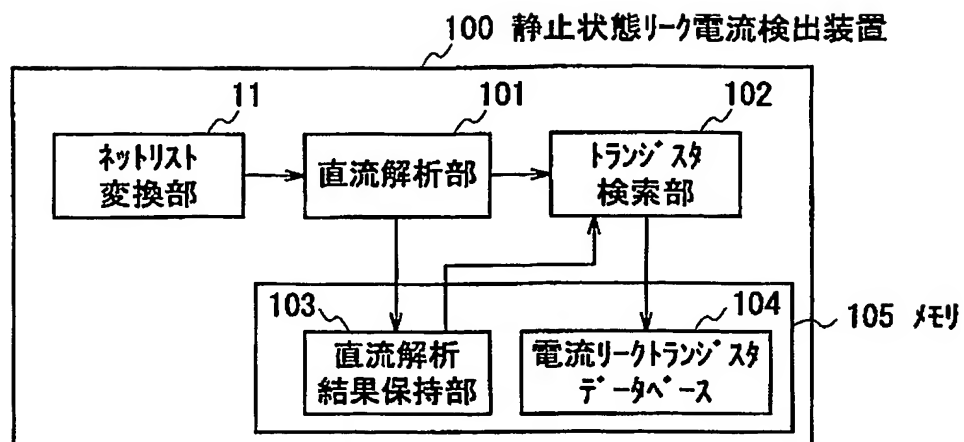 100 静止状態リーク電流検出装置
11
101
102
ネットリスト
変換部
直流解析部
トランジスタ
検索部
103
104
105 メモリ
直流解析
結果保持部
電流リークトランジスタ
データベース